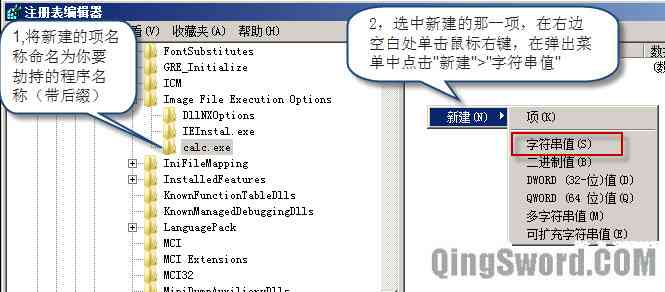 注册表编辑器
看(V) 收藏夹(A) 帮助(H)
1,将新建的项名
称命名为你要
劫持的程序名
称（带后缀）
2，选中新建的那一项，在右边
空白处单击鼠标右键，在弹出菜
单中点击"新建">"字符串值"
FontSubstitutes
GRE_Initialize
ICM
Image File Execution Options
DllNXOptions
IEInstal.exe
calc.exe
IniFileMapping
InstalledFeatures
KnownFunctionTableDlls
KnownManagedDebuggingDlls
LanguagePack
MCI
MCI Extensions
MCI32
MiniDumpAuxiliaryDlls
数
(数
新建(N)
项(K)
字符串值(S)
二进制值(B)
DWORD (32-位)值(D)
QWORD (64 位)值(Q)
多字符串值(M)
可扩充字符串值(E)
QingSword.COM